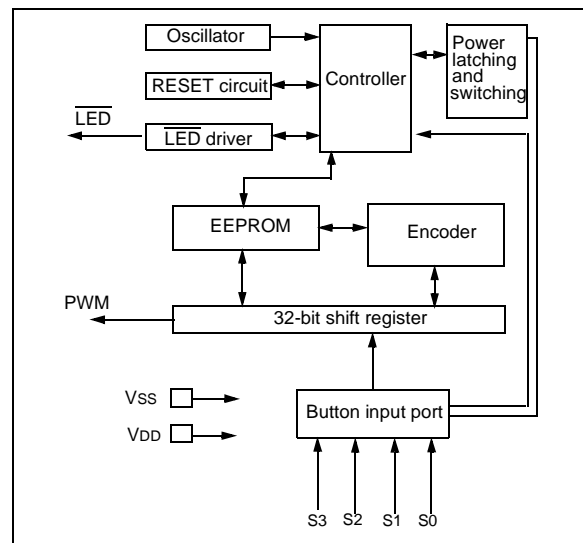 Oscillator
RESET circuit
LED
LED driver
Controller
Power
latching
and
switching
EEPROM
Encoder
PWM
32-bit shift register
VSS
VDD
Button input port
S3 S2 S1 S0